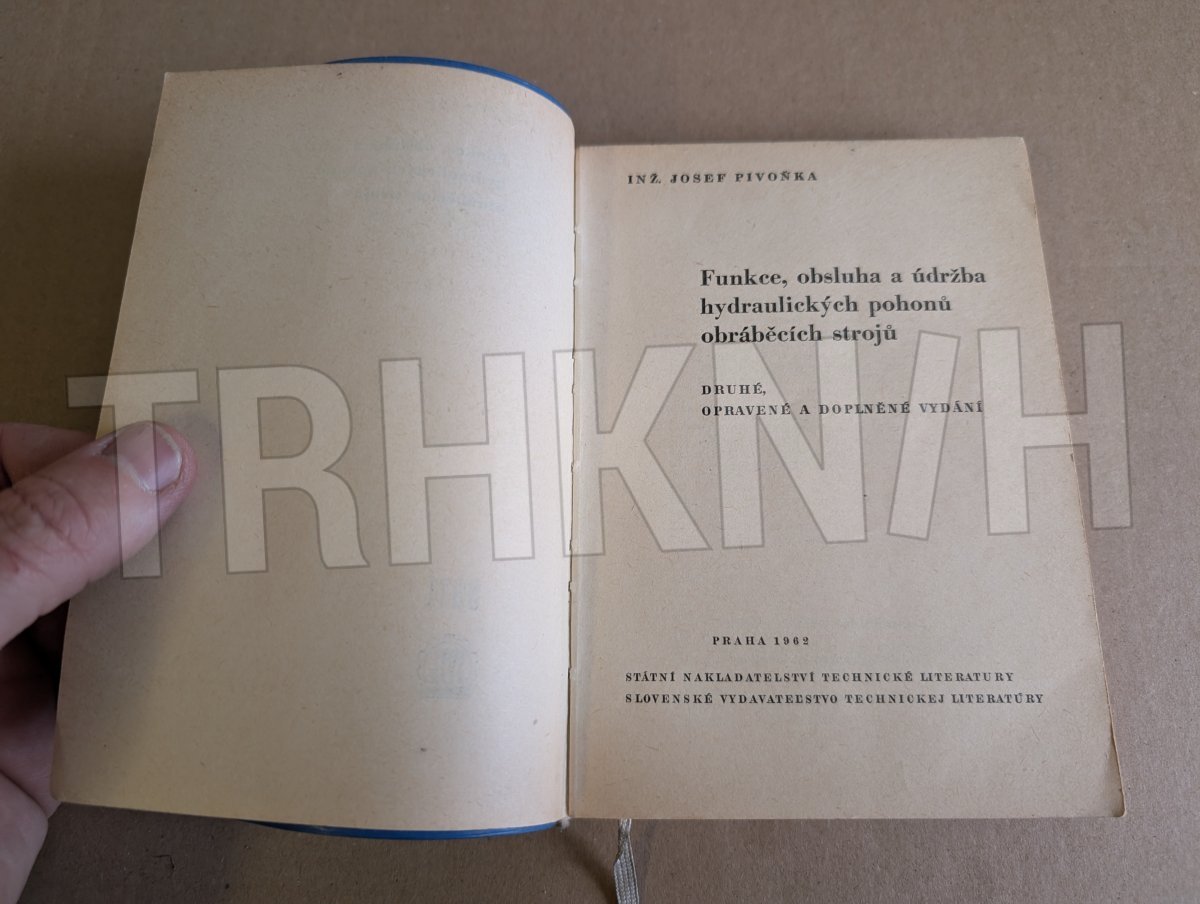 INŽ. JOSEF PIVOŇKA
Funkce, obsluha a údržba
hydraulických pohonů
obráběcích strojů
DRUHÉ,
OPRAVENÉ A DOPLNĚNÉ VYDÁNÍ
TRHKN/H
PRAHA 1962
STÁTNÍ NAKLADATELSTVÍ TECHNICKÉ LITERATURY
SLOVENSKÉ VYDAVATEĽSTVO TECHNICKEJ LITERATÚRY